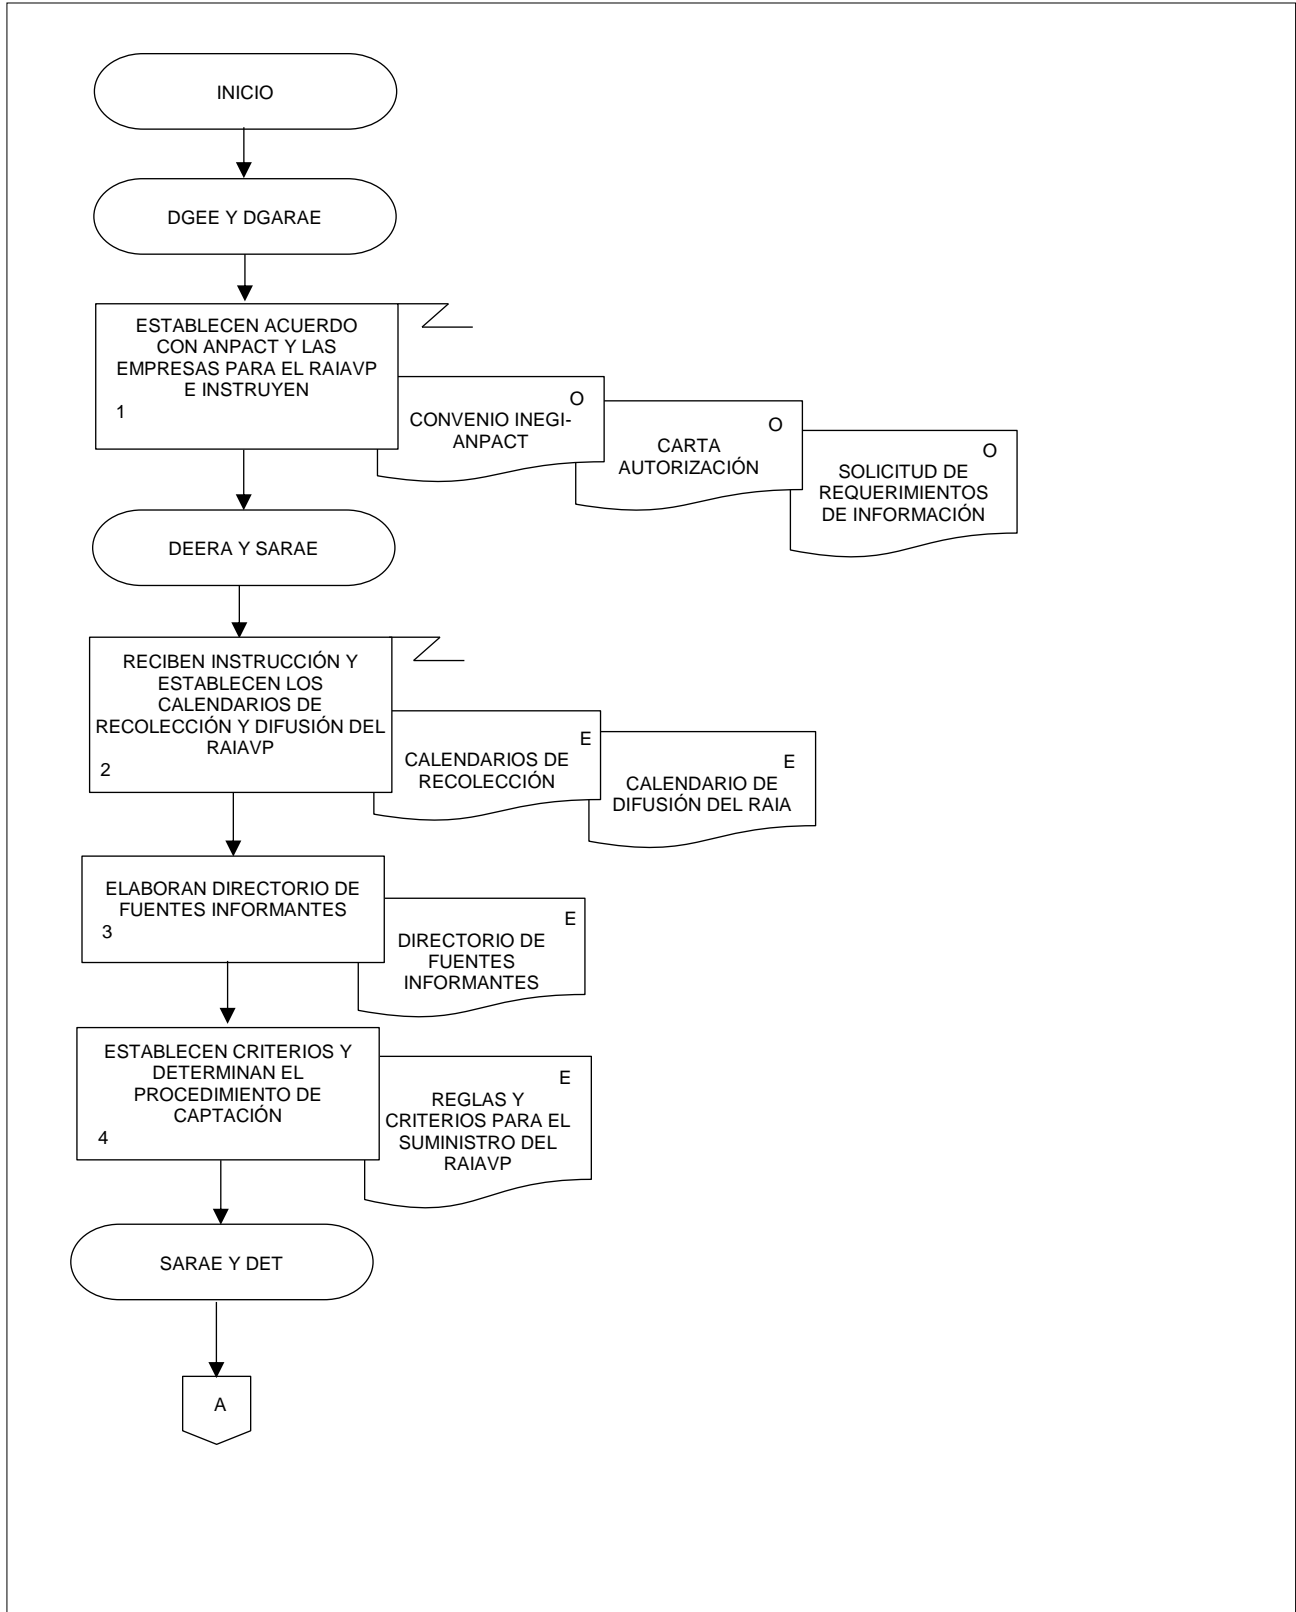 INICIO
DGEE Y DGARAE
ESTABLECEN ACUERDO
CON ANPACT Y LAS
EMPRESAS PARA EL RAIAVP
E INSTRUYEN
1
O
CONVENIO INEGI-
ANPACT
O
CARTA
AUTORIZACIÓN
O
SOLICITUD DE
REQUERIMIENTOS
DE INFORMACIÓN
DEERA Y SARAE
RECIBEN INSTRUCCIÓN Y
ESTABLECEN LOS
CALENDARIOS DE
RECOLECCIÓN Y DIFUSIÓN DEL
RAIAVP
2
E
CALENDARIOS DE
RECOLECCIÓN
E
CALENDARIO DE
DIFUSIÓN DEL RAIA
ELABORAN DIRECTORIO DE
FUENTES INFORMANTES
3
E
DIRECTORIO DE
FUENTES
INFORMANTES
ESTABLECEN CRITERIOS Y
DETERMINAN EL
PROCEDIMIENTO DE
CAPTACIÓN
4
E
REGLAS Y
CRITERIOS PARA EL
SUMINISTRO DEL
RAIAVP
SARAE Y DET
A